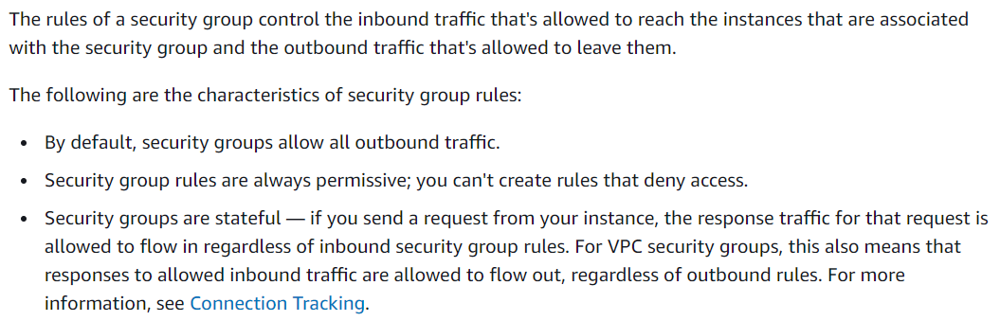 The rules of a security group control the inbound traffic that's allowed to reach the instances that are associated
with the security group and the outbound traffic that's allowed to leave them.
The following are the characteristics of security group rules:
• By default, security groups allow all outbound traffic.
• Security group rules are always permissive; you can't create rules that deny access.
• Security groups are stateful — if you send a request from your instance, the response traffic for that request is
allowed to flow in regardless of inbound security group rules. For VPC security groups, this also means that
responses to allowed inbound traffic are allowed to flow out, regardless of outbound rules. For more
information, see Connection Tracking.